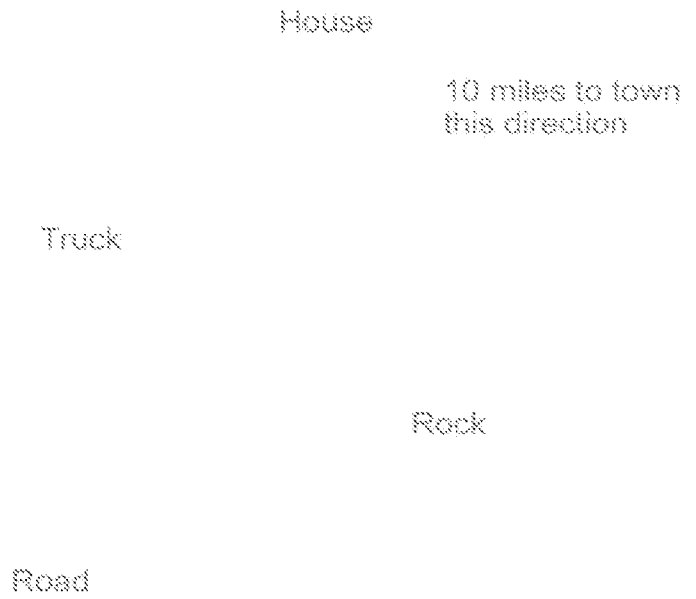 House
10 miles to town
this direction
Truck
Rock
Road